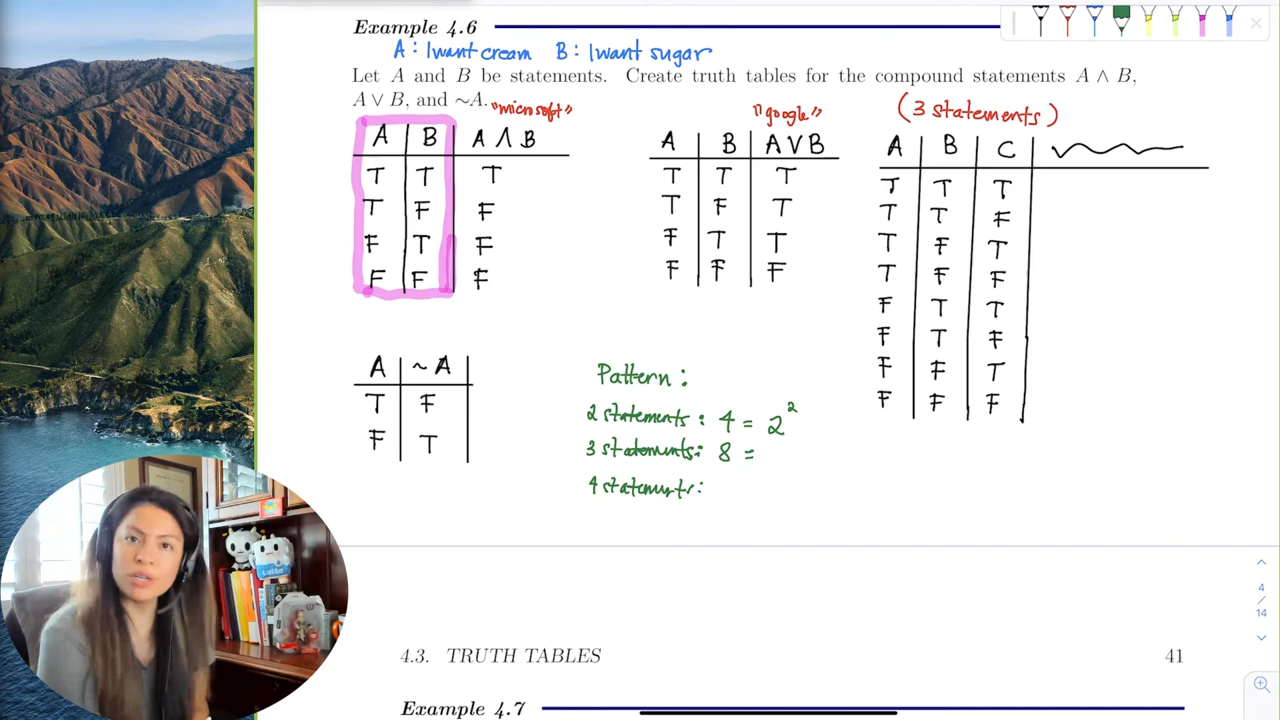 Example 4.6
A: I want cream B: I want sugar
Let A and B be statements. Create truth tables for the compound statements A ∧ B,
A ∨ B, and ~A.
"microsoft"
A B A ∧ B
T T T
T F F
F T F
F F F
"google"
A B A ∨ B
T T T
T F T
F T T
F F F
(3 statements)
A B C
T T T
T T F
T F T
T F F
F T T
F T F
F F T
F F F
A ~A
T F
F T
Pattern:
2 statements: 4 = 2²
3 statements: 8 =
4 statements:
4
/
14
4.3. TRUTH TABLES 41
Example 4.7